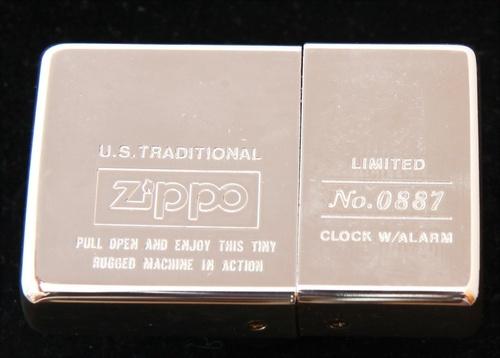 U.S. TRADITIONAL
Zippo
PULL OPEN AND ENJOY THIS TINY
RUGGED MACHINE IN ACTION
LIMITED
No.0887
CLOCK W/ALARM